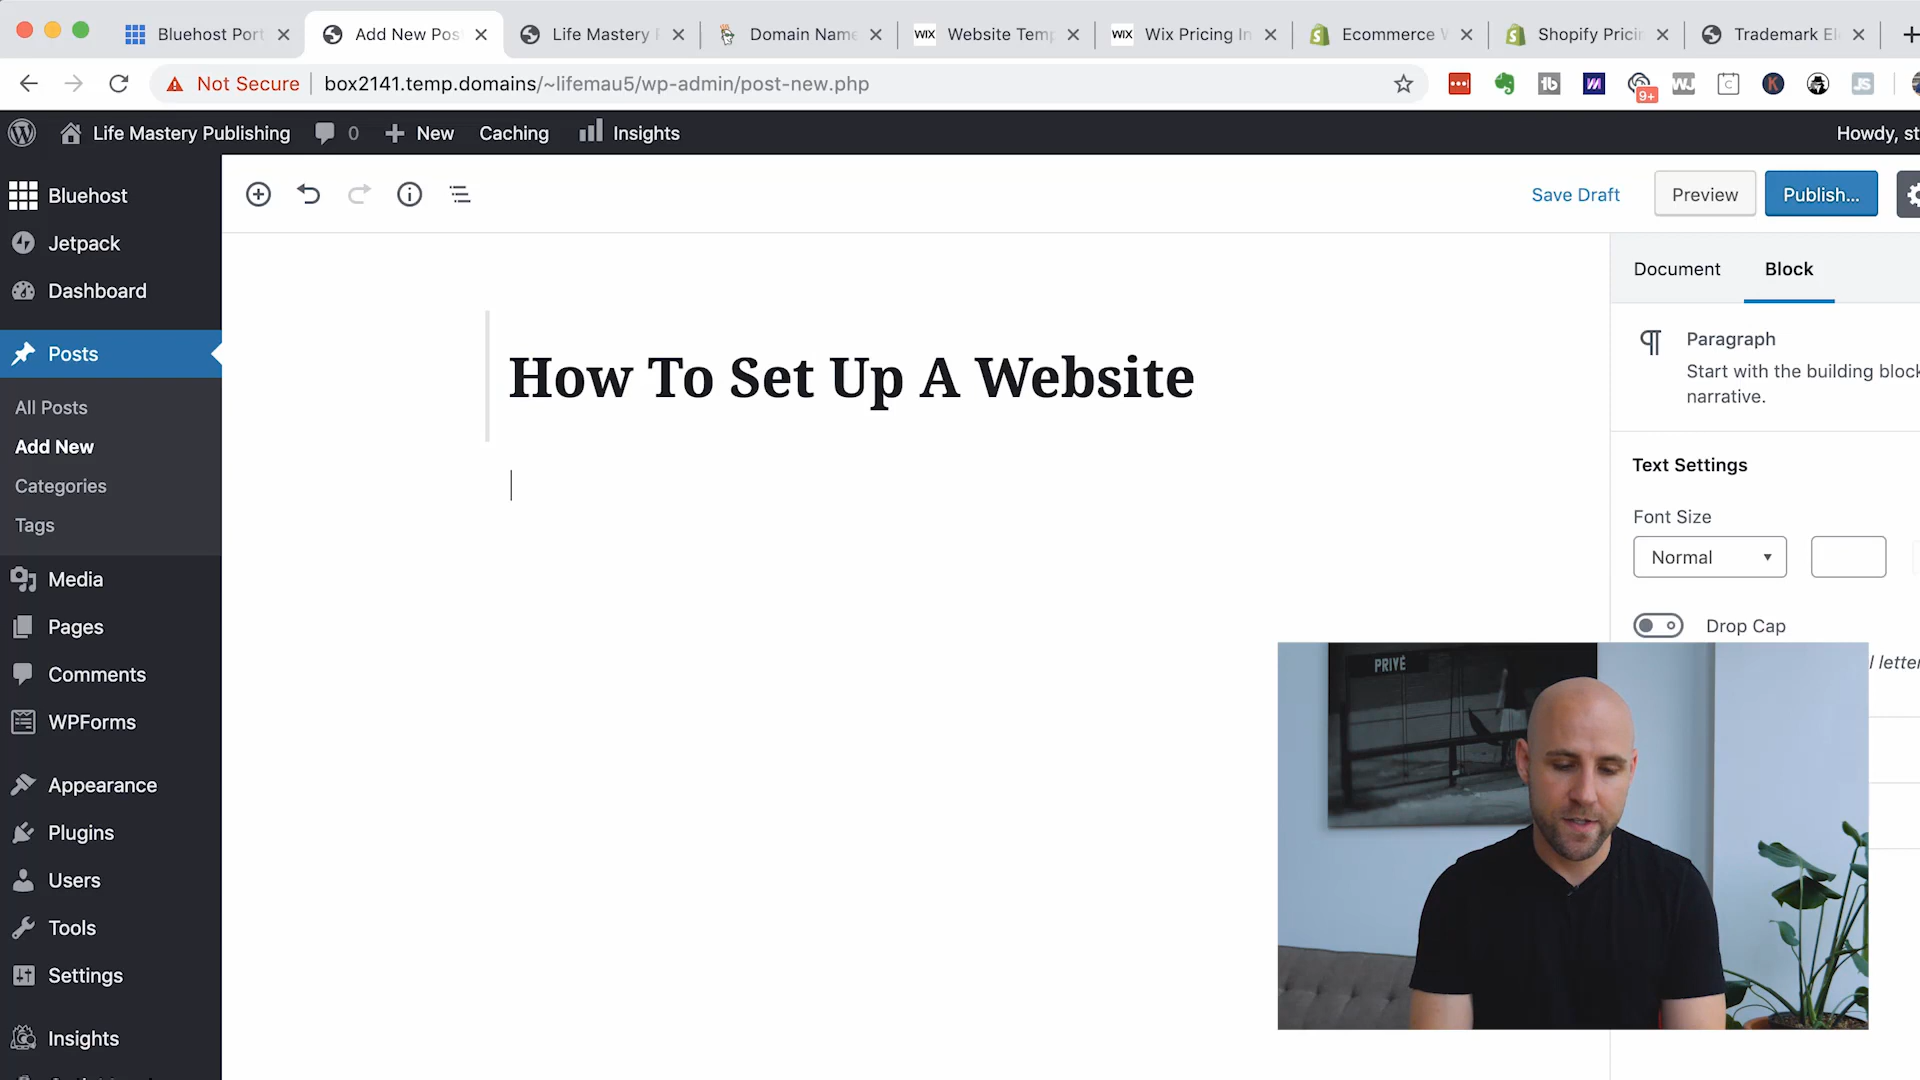 Bluehost Port
Add New Pos
Life Mastery P
Domain Name
WIX Website Temp
WIX Wix Pricing In
Ecommerce W
Shopify Pricin
Trademark El
Not Secure
box2141.temp.domains/~lifemau5/wp-admin/post-new.php
9+
Life Mastery Publishing
0
New
Caching
Insights
Howdy, st
Bluehost
Jetpack
Dashboard
Posts
All Posts
Add New
Categories
Tags
Media
Pages
Comments
WPForms
Appearance
Plugins
Users
Tools
Settings
Insights
Save Draft
Preview
Publish...
How To Set Up A Website
Document
Block
Paragraph
Start with the building block
narrative.
Text Settings
Font Size
Normal
Drop Cap
l letter
PRIVÉ